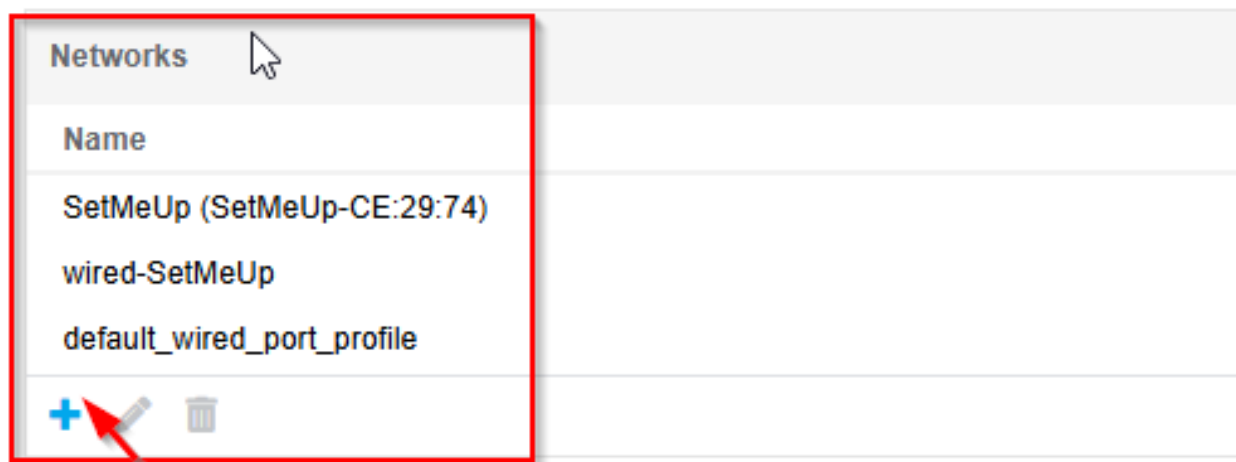 Networks
Name
SetMeUp (SetMeUp-CE:29:74)
wired-SetMeUp
default_wired_port_profile